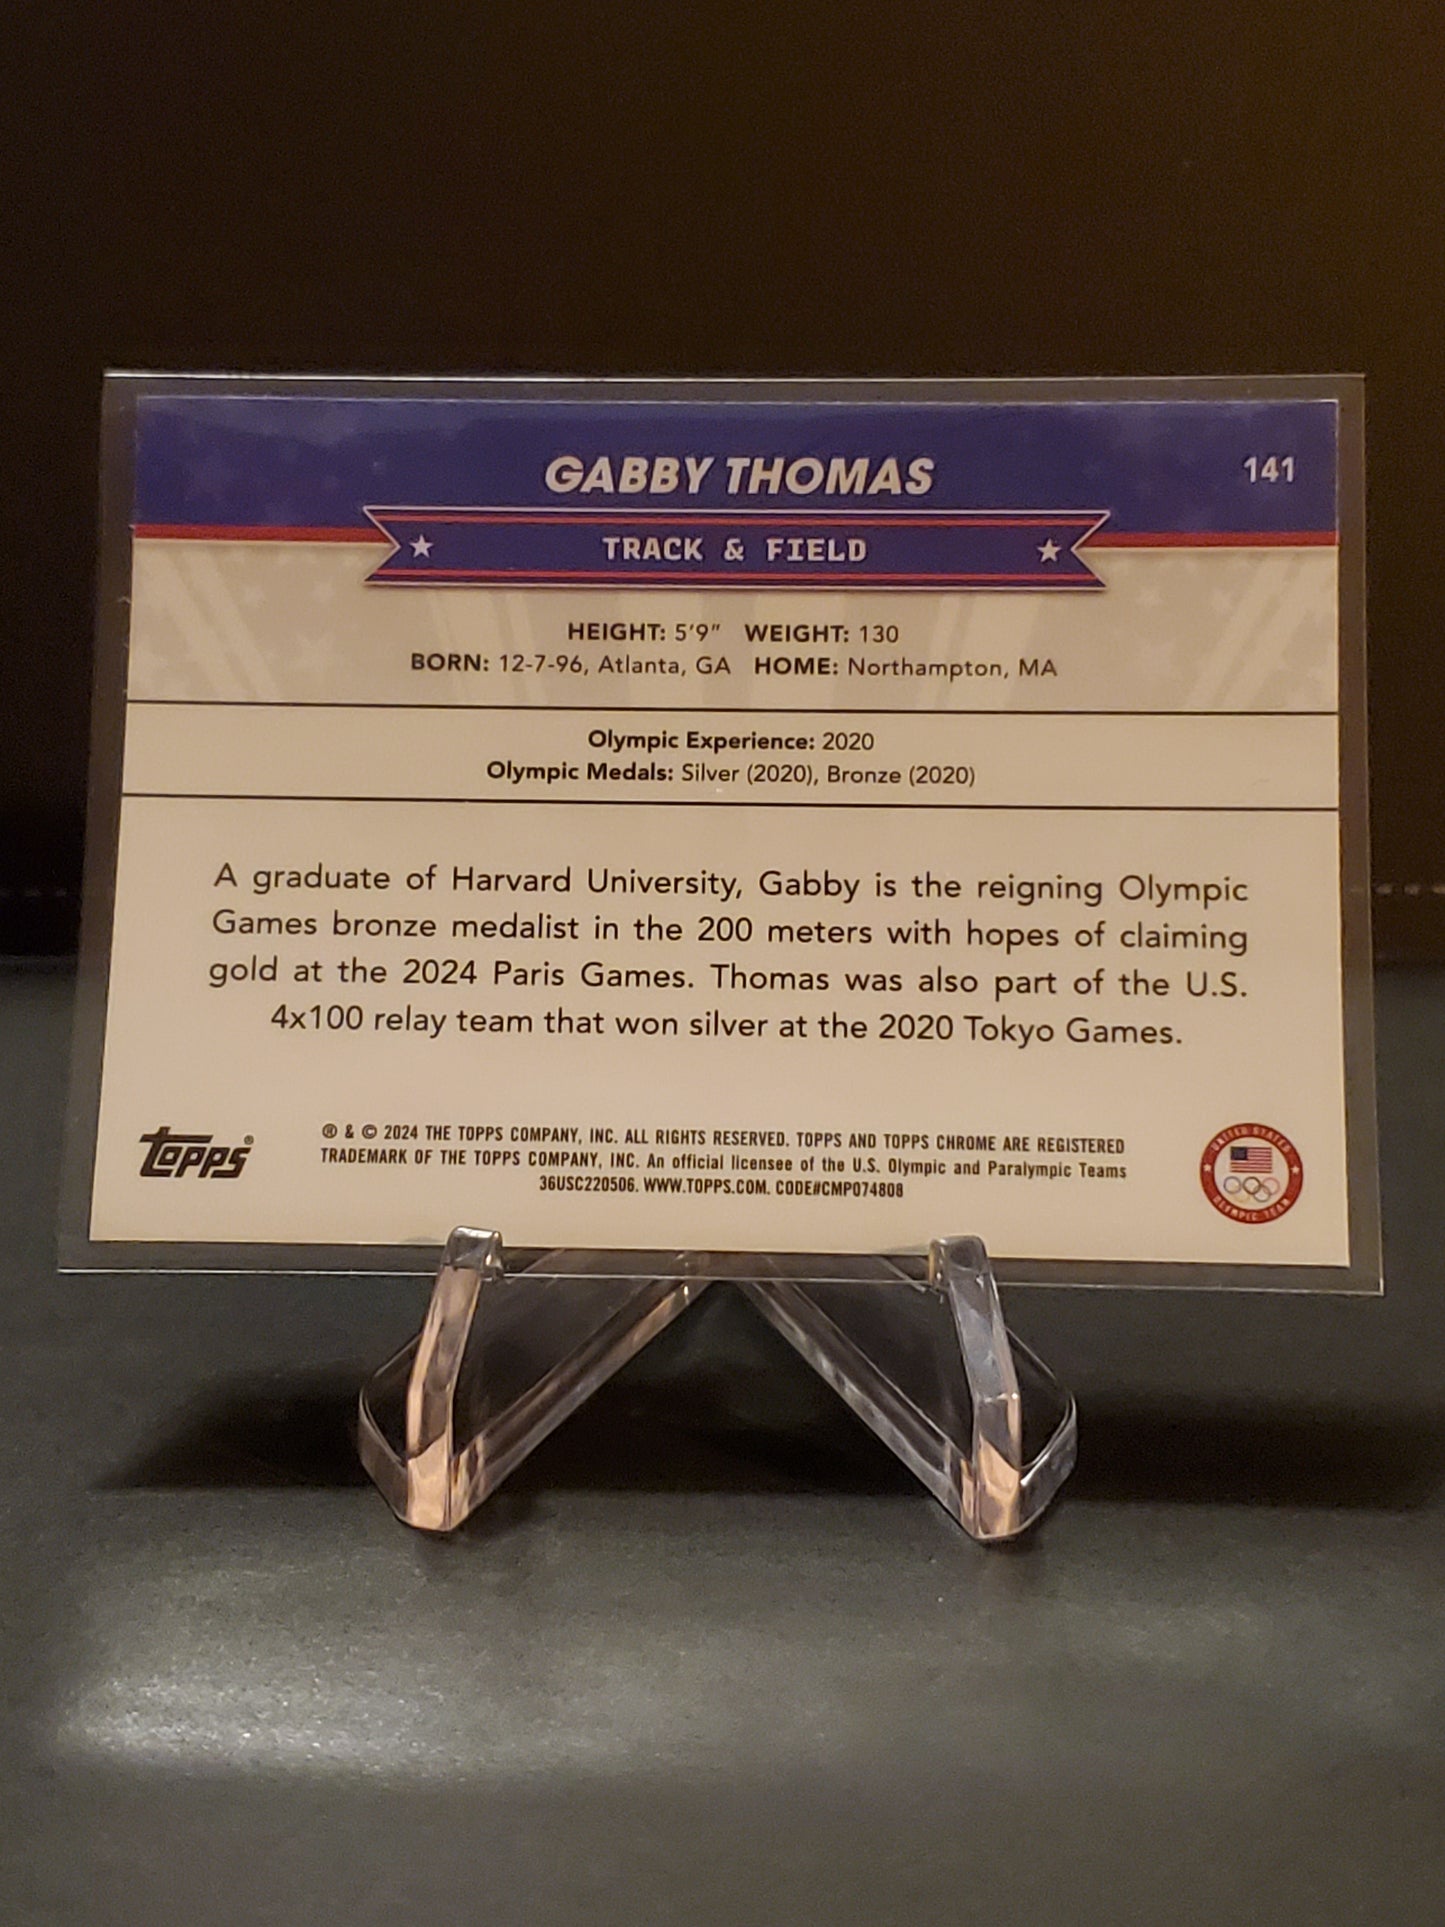 GABBY THOMAS
141
TRACK & FIELD
HEIGHT: 5'9" WEIGHT: 130
BORN: 12-7-96, Atlanta, GA HOME: Northampton, MA
Olympic Experience: 2020
Olympic Medals: Silver (2020), Bronze (2020)
A graduate of Harvard University, Gabby is the reigning Olympic
Games bronze medalist in the 200 meters with hopes of claiming
gold at the 2024 Paris Games. Thomas was also part of the U.S.
4x100 relay team that won silver at the 2020 Tokyo Games.
TOPPS®
® & © 2024 THE TOPPS COMPANY, INC. ALL RIGHTS RESERVED. TOPPS AND TOPPS CHROME ARE REGISTERED
TRADEMARK OF THE TOPPS COMPANY, INC. An official licensee of the U.S. Olympic and Paralympic Teams
36USC220506. WWW.TOPPS.COM. CODE#CMP074808
UNITED STATES
OLYMPIC TEAM